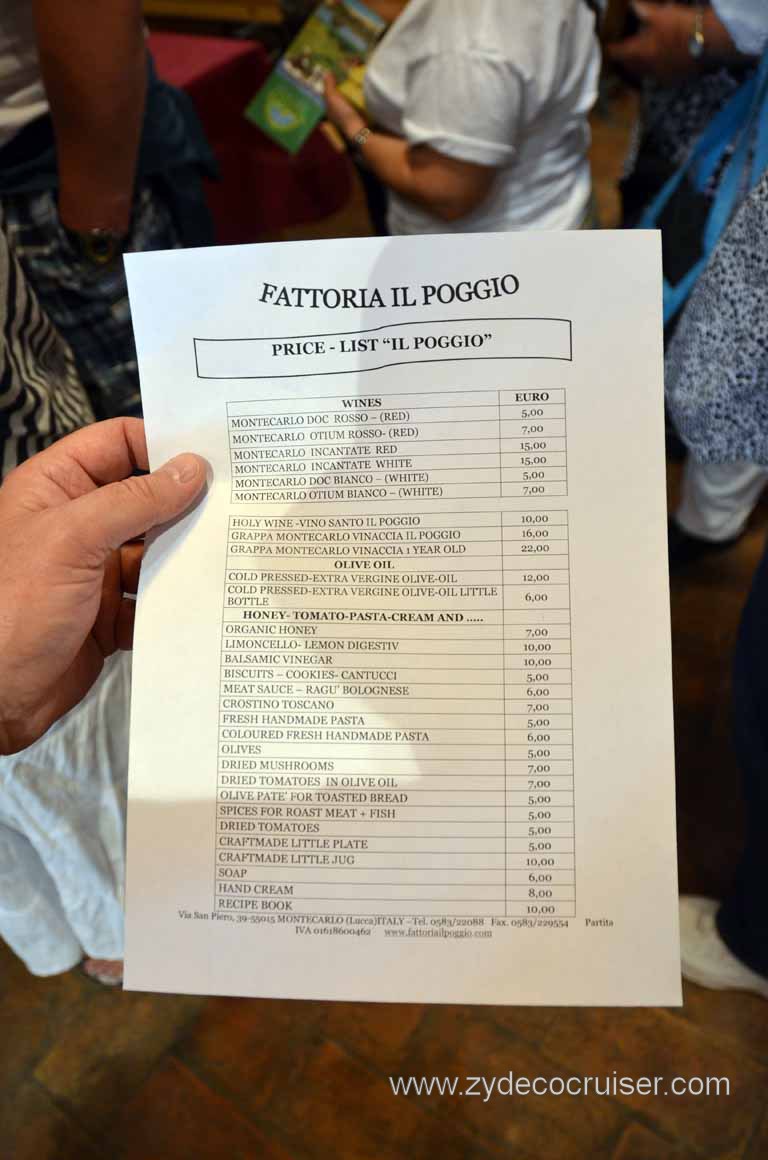 FATTORIA IL POGGIO
PRICE - LIST “IL POGGIO”
WINES EURO
MONTECARLO DOC ROSSO – (RED) 5,00
MONTECARLO OTIUM ROSSO- (RED) 7,00
MONTECARLO INCANTATE RED 15,00
MONTECARLO INCANTATE WHITE 15,00
MONTECARLO DOC BIANCO – (WHITE) 5,00
MONTECARLO OTIUM BIANCO – (WHITE) 7,00
HOLY WINE -VINO SANTO IL POGGIO 10,00
GRAPPA MONTECARLO VINACCIA IL POGGIO 16,00
GRAPPA MONTECARLO VINACCIA 1 YEAR OLD 22,00
OLIVE OIL
COLD PRESSED-EXTRA VERGINE OLIVE-OIL 12,00
COLD PRESSED-EXTRA VERGINE OLIVE-OIL LITTLE
BOTTLE 6,00
HONEY- TOMATO-PASTA-CREAM AND .....
ORGANIC HONEY 7,00
LIMONCELLO- LEMON DIGESTIV 10,00
BALSAMIC VINEGAR 10,00
BISCUITS – COOKIES- CANTUCCI 5,00
MEAT SAUCE – RAGU’ BOLOGNESE 6,00
CROSTINO TOSCANO 7,00
FRESH HANDMADE PASTA 5,00
COLOURED FRESH HANDMADE PASTA 6,00
OLIVES 5,00
DRIED MUSHROOMS 7,00
DRIED TOMATOES IN OLIVE OIL 7,00
OLIVE PATE’ FOR TOASTED BREAD 5,00
SPICES FOR ROAST MEAT + FISH 5,00
DRIED TOMATOES 5,00
CRAFTMADE LITTLE PLATE 5,00
CRAFTMADE LITTLE JUG 10,00
SOAP 6,00
HAND CREAM 8,00
RECIPE BOOK 10,00
Via San Piero, 39-55015 MONTECARLO (Lucca)ITALY –Tel. 0583/22088 Fax. 0583/229554 Partita
IVA 01618600462 www.fattoriailpoggio.com
www.zydecocruiser.com